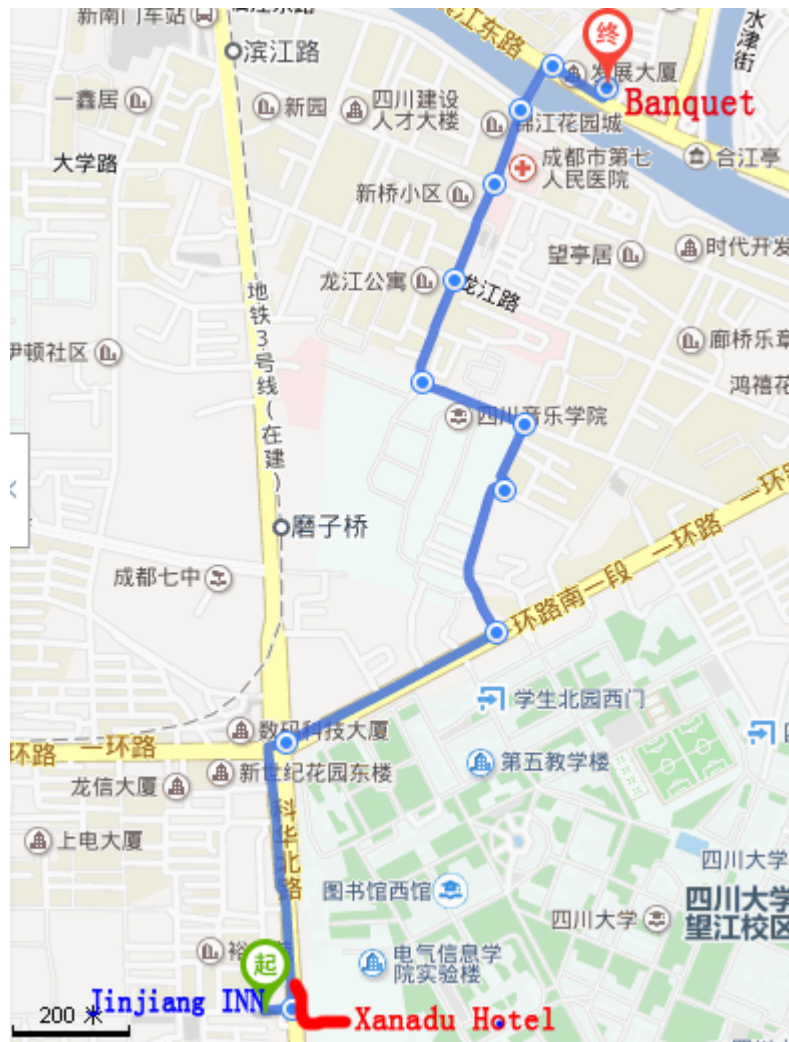 新南门车站
滨江东路
滨江路
水津街
终
发展大厦
Banquet
一鑫居
新园
四川建设
人才大楼
锦江花园城
大学路
成都市第七
人民医院
合江亭
新桥小区
望亭居
时代开发
龙江公寓
龙江路
地铁3号线(在建)
伊顿社区
廊桥乐章
鸿禧花
四川音乐学院
磨子桥
一环路
一环路
一环路南一段
成都七中
学生北园西门
数码科技大厦
环路
一环路
新世纪花园东楼
第五教学楼
龙信大厦
科华北路
上电大厦
图书馆西馆
四川大学
四川大学
四川大学
望江校区
裕
起
电气信息学
院实验楼
Jinjiang INN
200 米
Xanadu Hotel